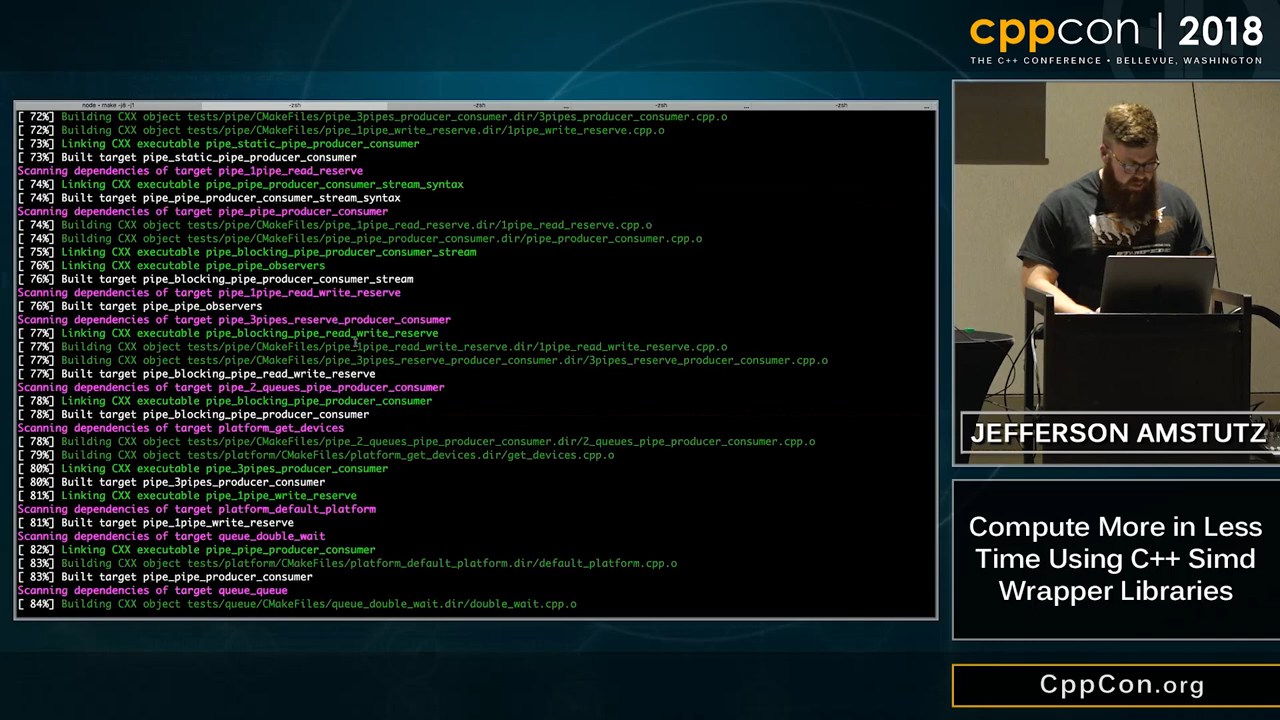 cppcon | 2018
THE C++ CONFERENCE • BELLEVUE, WASHINGTON
node • make -j8 -j1
-zsh
-zsh
...
-zsh
...
-zsh
...
[ 72%] Building CXX object tests/pipe/CMakeFiles/pipe_3pipes_producer_consumer.dir/3pipes_producer_consumer.cpp.o
[ 72%] Building CXX object tests/pipe/CMakeFiles/pipe_1pipe_write_reserve.dir/1pipe_write_reserve.cpp.o
[ 73%] Linking CXX executable pipe_static_pipe_producer_consumer
[ 73%] Built target pipe_static_pipe_producer_consumer
Scanning dependencies of target pipe_1pipe_read_reserve
[ 74%] Linking CXX executable pipe_pipe_producer_consumer_stream_syntax
[ 74%] Built target pipe_pipe_producer_consumer_stream_syntax
Scanning dependencies of target pipe_pipe_producer_consumer
[ 74%] Building CXX object tests/pipe/CMakeFiles/pipe_1pipe_read_reserve.dir/1pipe_read_reserve.cpp.o
[ 74%] Building CXX object tests/pipe/CMakeFiles/pipe_pipe_producer_consumer.dir/pipe_producer_consumer.cpp.o
[ 75%] Linking CXX executable pipe_blocking_pipe_producer_consumer_stream
[ 76%] Linking CXX executable pipe_pipe_observers
[ 76%] Built target pipe_blocking_pipe_producer_consumer_stream
Scanning dependencies of target pipe_1pipe_read_write_reserve
[ 76%] Built target pipe_pipe_observers
Scanning dependencies of target pipe_3pipes_reserve_producer_consumer
[ 77%] Linking CXX executable pipe_blocking_pipe_read_write_reserve
[ 77%] Building CXX object tests/pipe/CMakeFiles/pipe_1pipe_read_write_reserve.dir/1pipe_read_write_reserve.cpp.o
[ 77%] Building CXX object tests/pipe/CMakeFiles/pipe_3pipes_reserve_producer_consumer.dir/3pipes_reserve_producer_consumer.cpp.o
[ 77%] Built target pipe_blocking_pipe_read_write_reserve
Scanning dependencies of target pipe_2_queues_pipe_producer_consumer
[ 78%] Linking CXX executable pipe_blocking_pipe_producer_consumer
[ 78%] Built target pipe_blocking_pipe_producer_consumer
Scanning dependencies of target platform_get_devices
[ 78%] Building CXX object tests/pipe/CMakeFiles/pipe_2_queues_pipe_producer_consumer.dir/2_queues_pipe_producer_consumer.cpp.o
[ 79%] Building CXX object tests/platform/CMakeFiles/platform_get_devices.dir/get_devices.cpp.o
[ 80%] Linking CXX executable pipe_3pipes_producer_consumer
[ 80%] Built target pipe_3pipes_producer_consumer
[ 81%] Linking CXX executable pipe_1pipe_write_reserve
Scanning dependencies of target platform_default_platform
[ 81%] Built target pipe_1pipe_write_reserve
Scanning dependencies of target queue_double_wait
[ 82%] Linking CXX executable pipe_pipe_producer_consumer
[ 83%] Building CXX object tests/platform/CMakeFiles/platform_default_platform.dir/default_platform.cpp.o
[ 83%] Built target pipe_pipe_producer_consumer
Scanning dependencies of target queue_queue
[ 84%] Building CXX object tests/queue/CMakeFiles/queue_double_wait.dir/double_wait.cpp.o
JEFFERSON AMSTUTZ
Compute More in Less
Time Using C++ Simd
Wrapper Libraries
CppCon.org